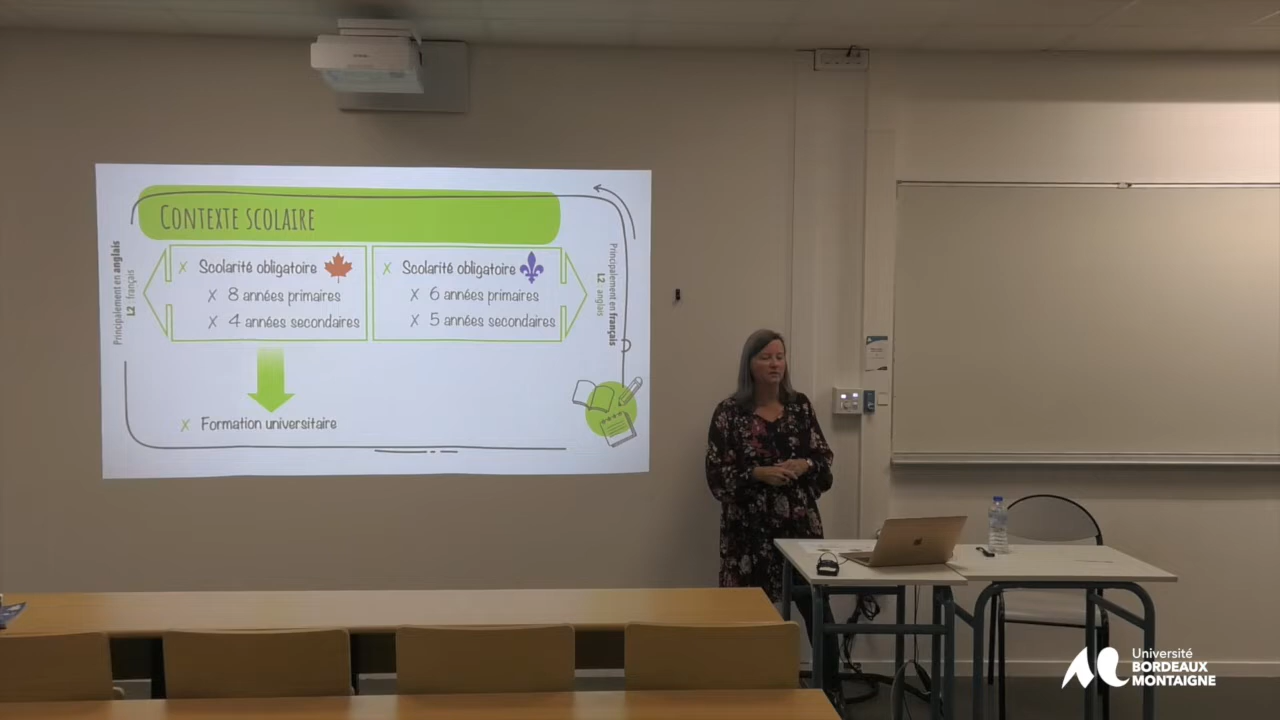 CONTEXTE SCOLAIRE
Principalement en anglais
L2 : français
x Scolarité obligatoire
x 8 années primaires
x 4 années secondaires
x Scolarité obligatoire
x 6 années primaires
x 5 années secondaires
Principalement en français
L2 : anglais
x Formation universitaire
Université
BORDEAUX
MONTAIGNE